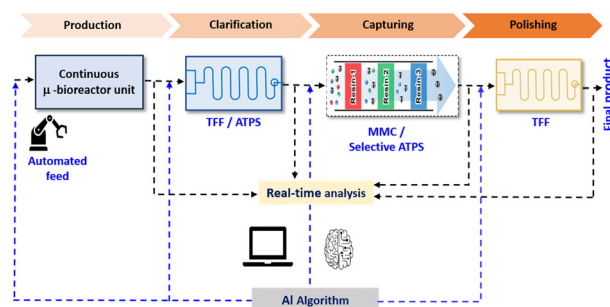 Production
Clarification
Capturing
Polishing
Continuous
μ -bioreactor unit
Automated
feed
TFF / ATPS
Resin-1
Resin-2
Resin-3
MMC /
Selective ATPS
TFF
Final product
Real-time analysis
AI Algorithm